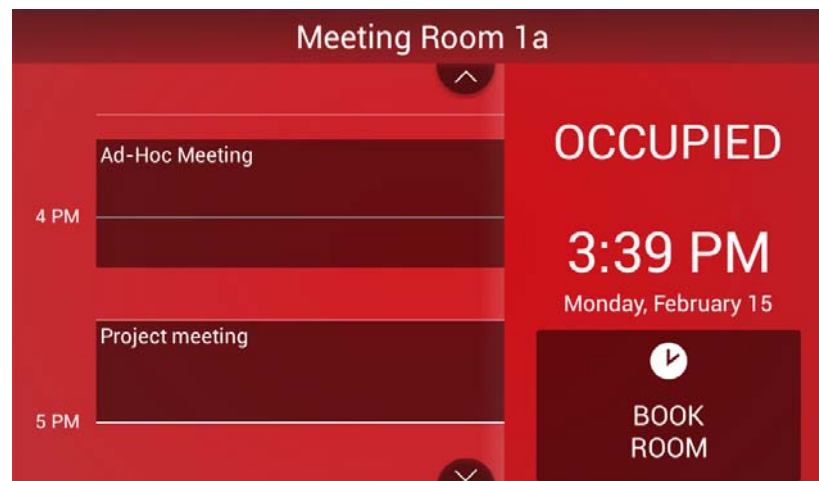 Meeting Room 1a
Ad-Hoc Meeting
4 PM
Project meeting
5 PM
OCCUPIED
3:39 PM
Monday, February 15
BOOK
ROOM